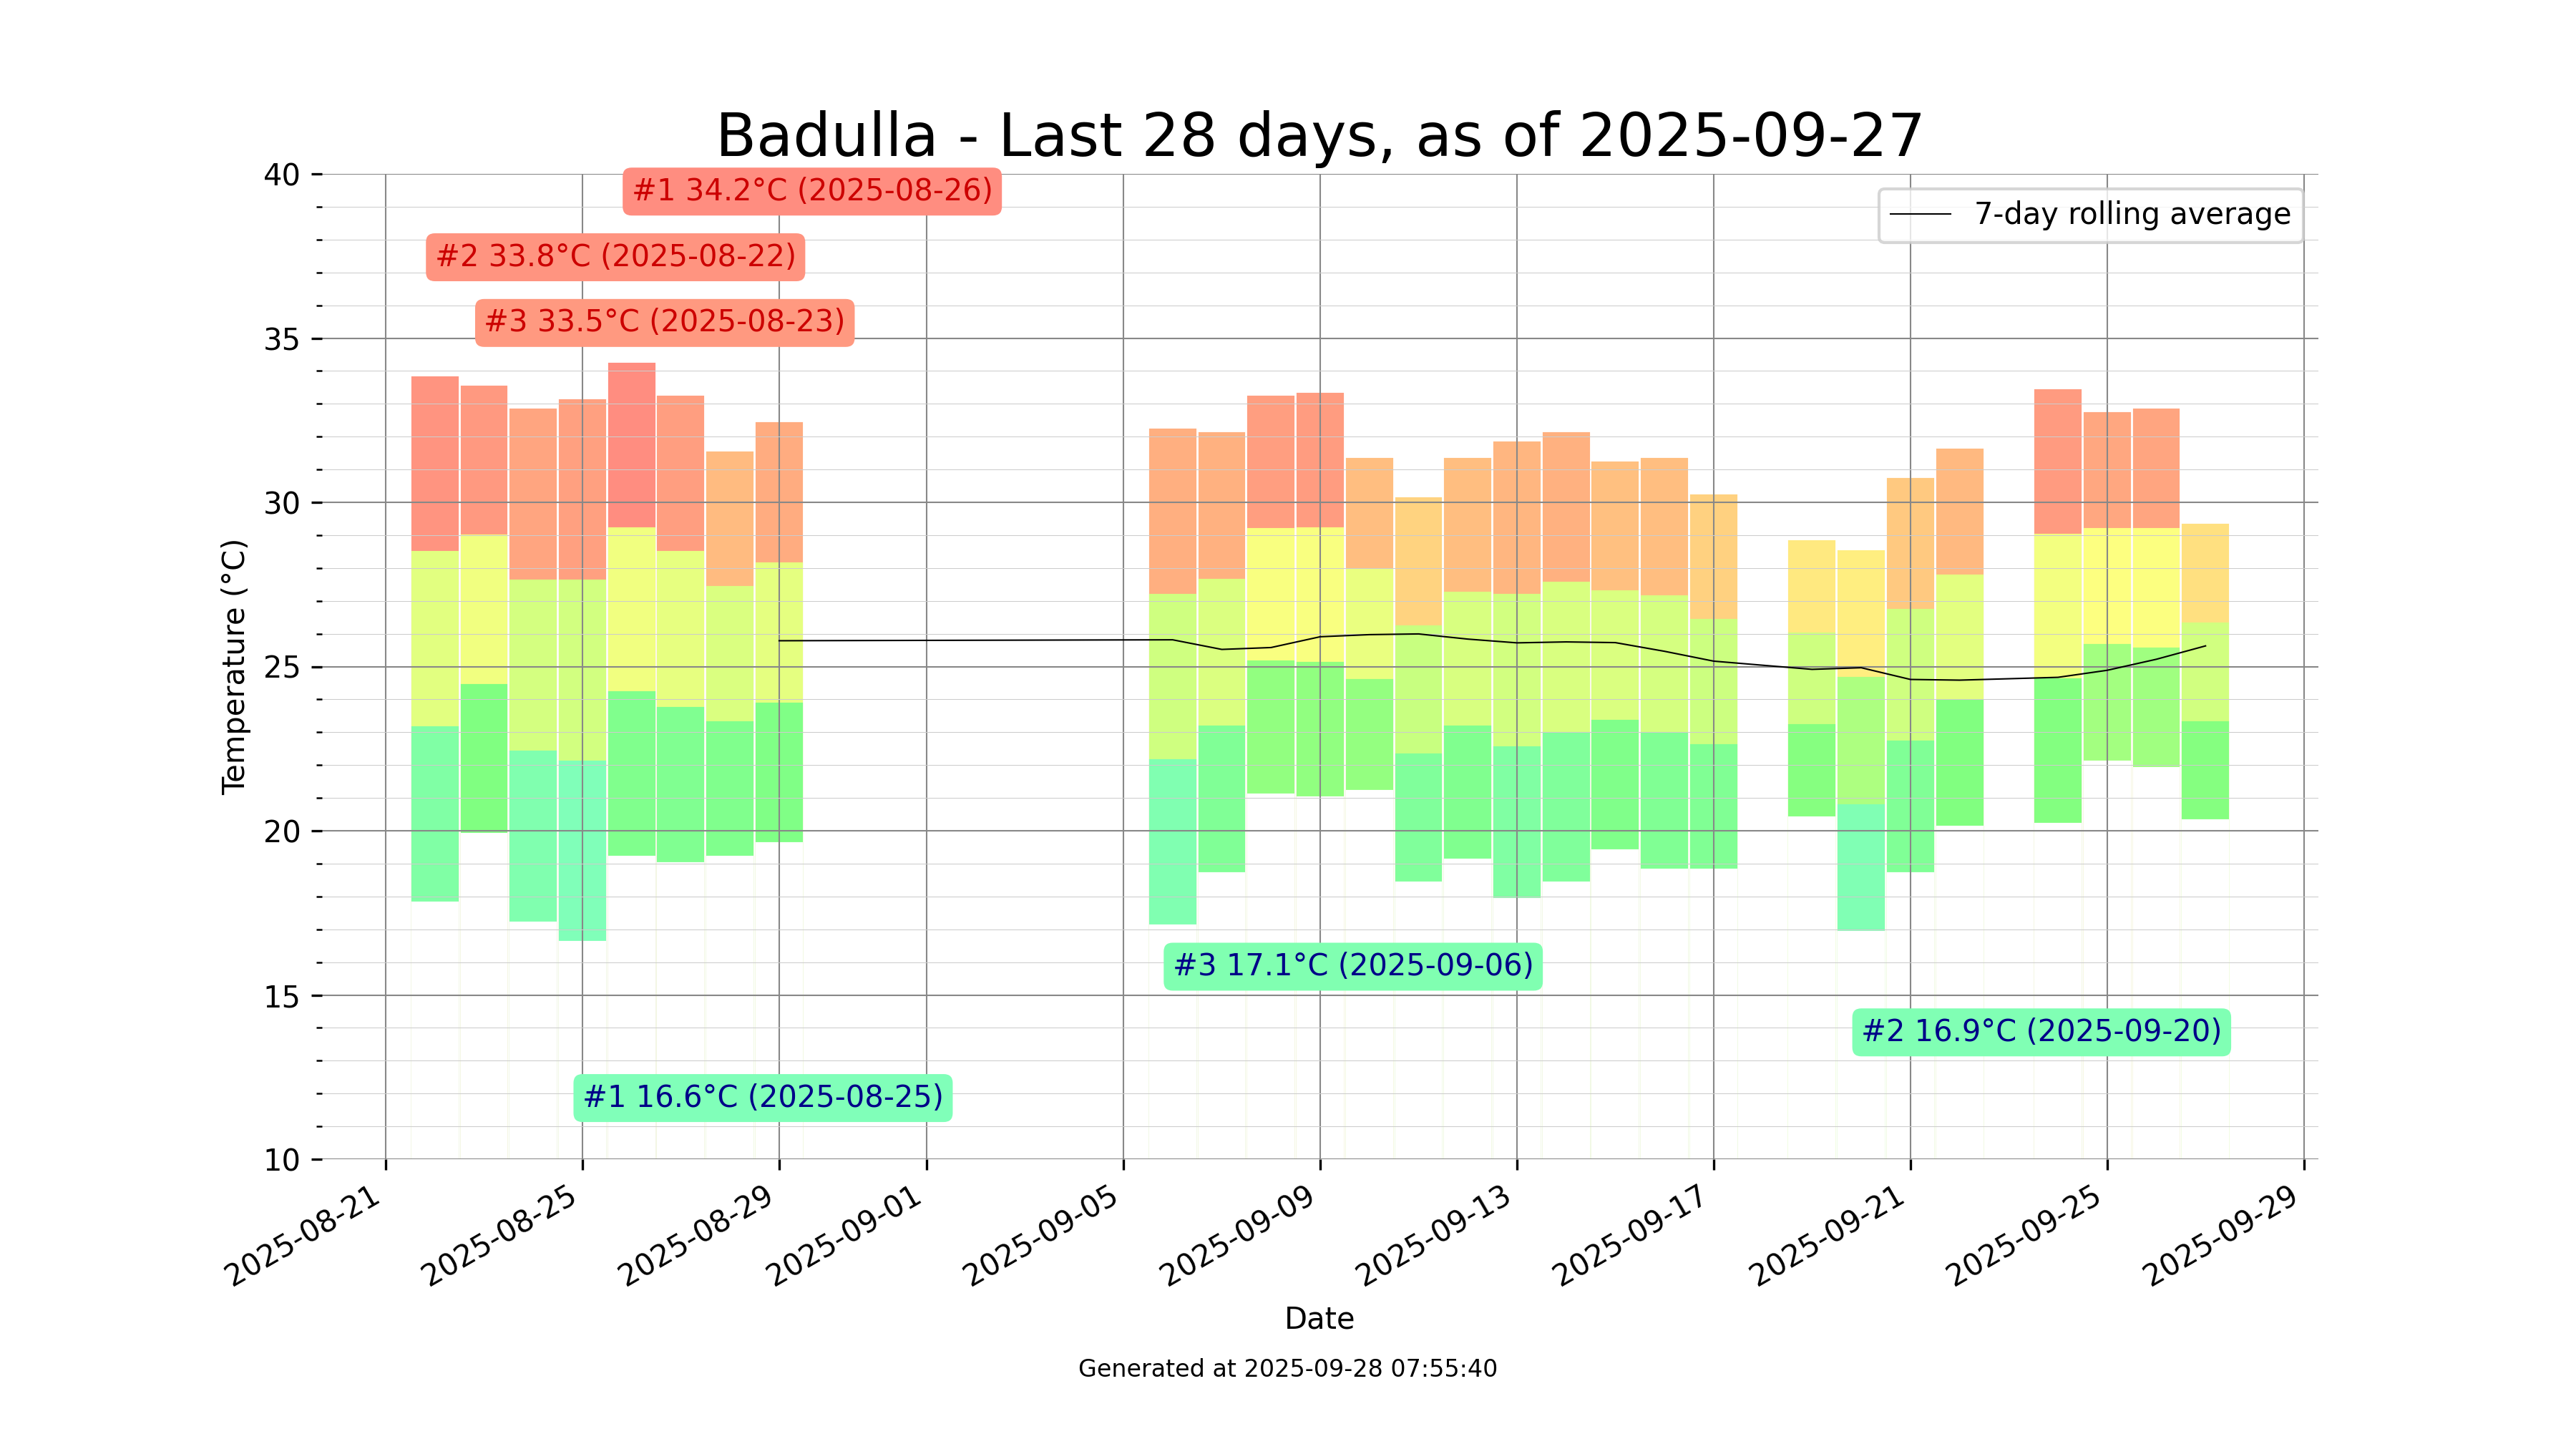 Badulla - Last 28 days, as of 2025-09-27
7-day rolling average
#1 34.2°C (2025-08-26)
#2 33.8°C (2025-08-22)
#3 33.5°C (2025-08-23)
#3 17.1°C (2025-09-06)
#2 16.9°C (2025-09-20)
#1 16.6°C (2025-08-25)
Temperature (°C)
40
35
30
25
20
15
10
2025-08-21
2025-08-25
2025-08-29
2025-09-01
2025-09-05
2025-09-09
2025-09-13
2025-09-17
2025-09-21
2025-09-25
2025-09-29
Date
Generated at 2025-09-28 07:55:40